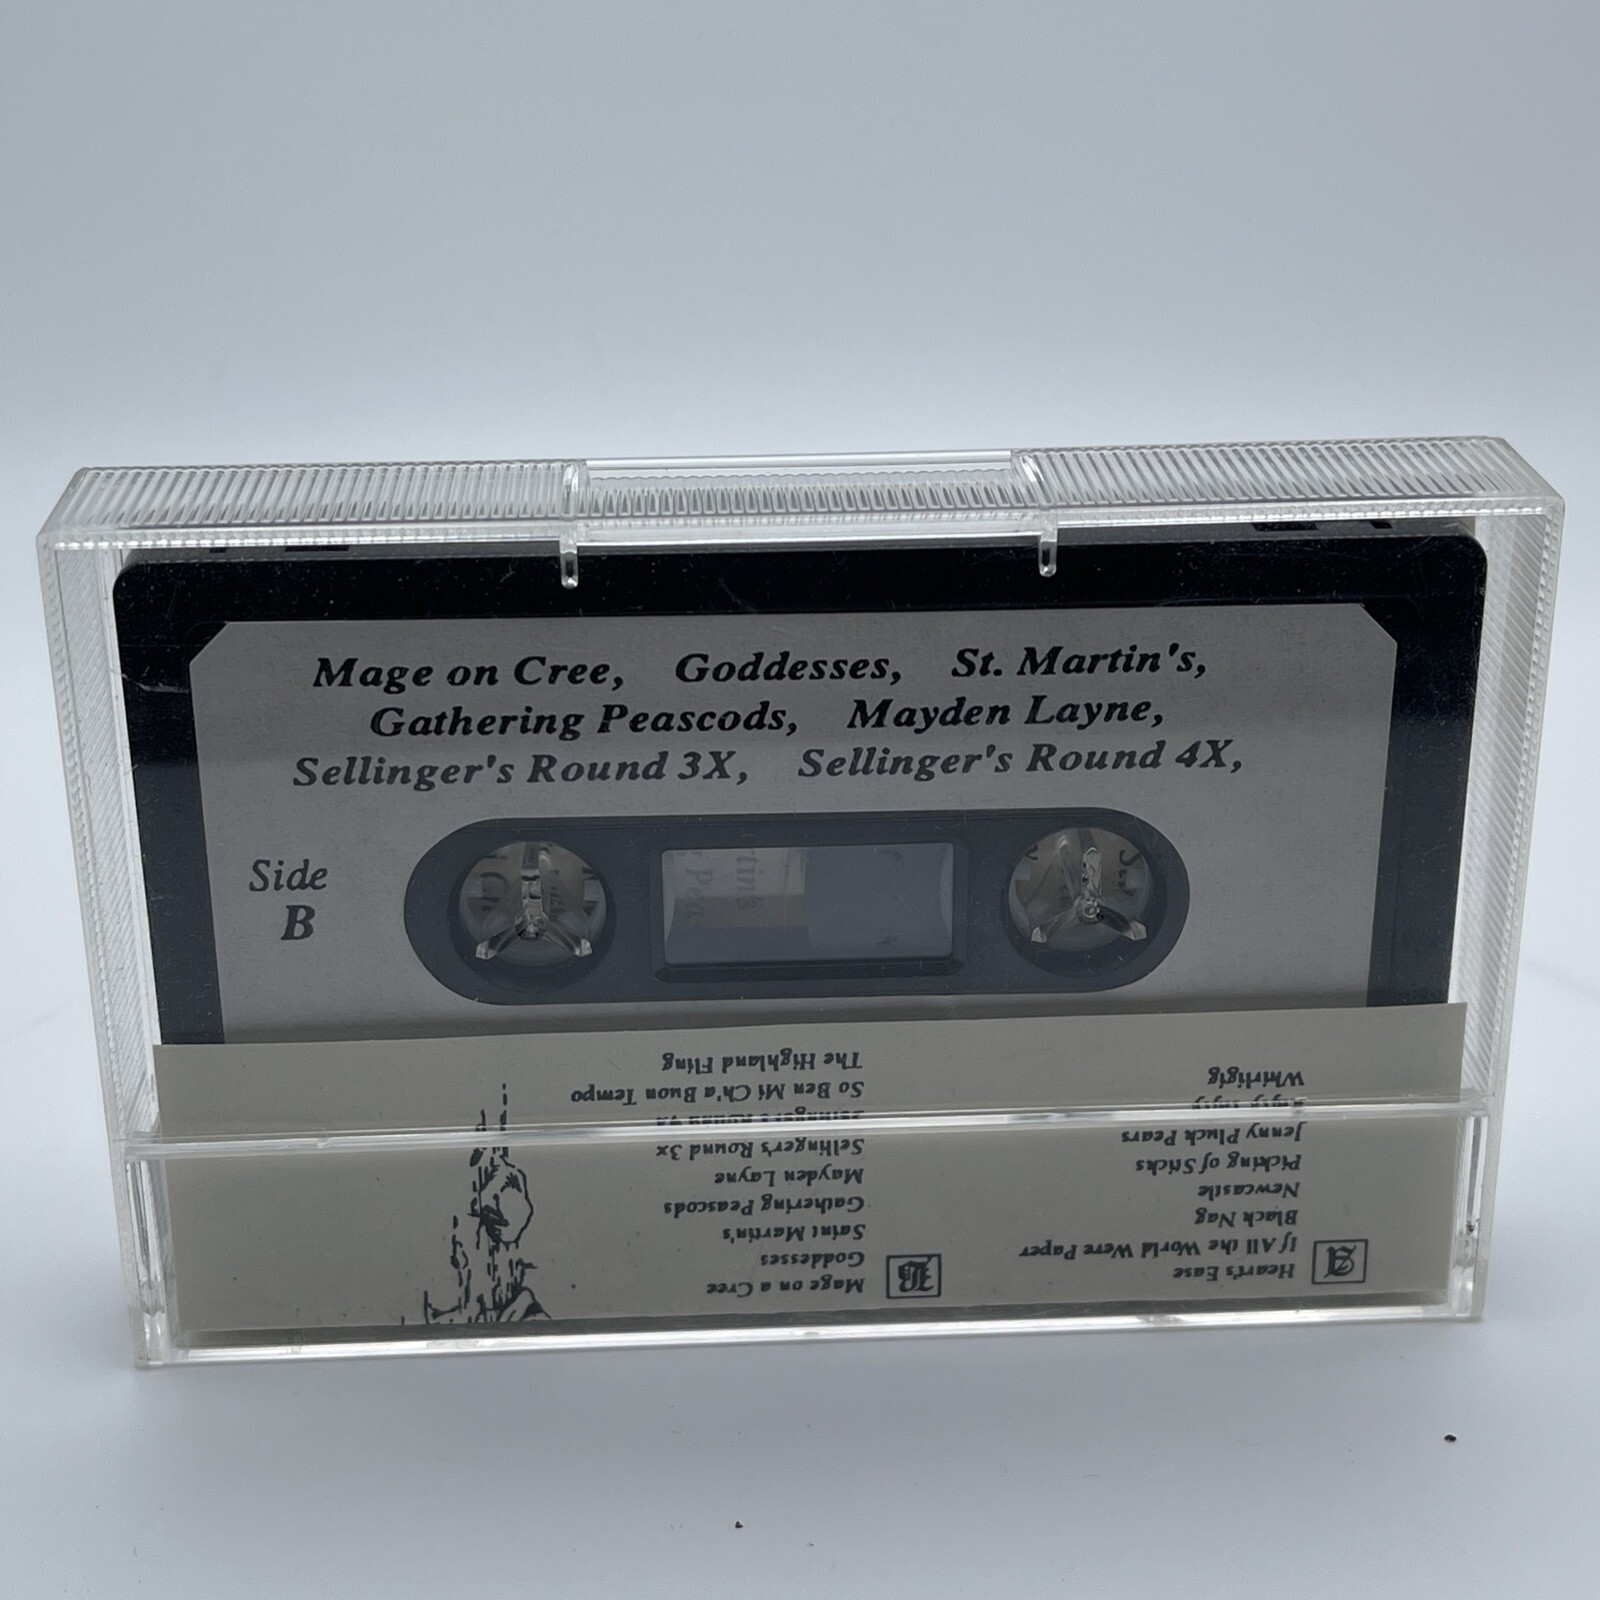 Mage on Cree, Goddesses, St. Martin's,
Gathering Peascods, Mayden Layne,
Sellinger's Round 3X, Sellinger's Round 4X,
Side
B
A
Heart's Ease
If All the World Were Paper
Black Nag
Newcastle
Picking of Sticks
Jenny Pluck Pears
Whirligig
B
Mage on a Cree
Goddesses
Saint Martin's
Gathering Peascods
Mayden Layne
Sellinger's Round 3x
Sellinger's Round 4x
So Ben Mi Ch'a Buon Tempo
The Highland Fling